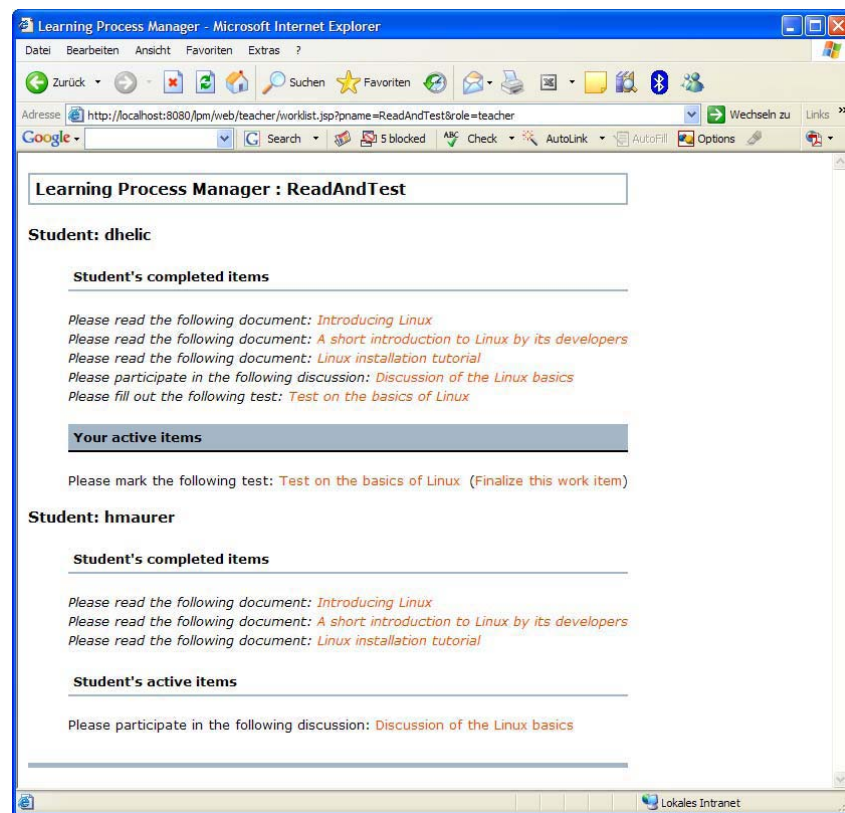 Learning Process Manager - Microsoft Internet Explorer
Datei Bearbeiten Ansicht Favoriten Extras ?
Zurück Suchen Favoriten
Adresse http://localhost:8080/lpm/web/teacher/worklist.jsp?pname=ReadAndTest&role=teacher Wechseln zu Links »
Google Search 5 blocked ABC Check AutoLink AutoFill Options
Learning Process Manager : ReadAndTest
Student: dhelic
Student's completed items
Please read the following document: Introducing Linux
Please read the following document: A short introduction to Linux by its developers
Please read the following document: Linux installation tutorial
Please participate in the following discussion: Discussion of the Linux basics
Please fill out the following test: Test on the basics of Linux
Your active items
Please mark the following test: Test on the basics of Linux (Finalize this work item)
Student: hmaurer
Student's completed items
Please read the following document: Introducing Linux
Please read the following document: A short introduction to Linux by its developers
Please read the following document: Linux installation tutorial
Student's active items
Please participate in the following discussion: Discussion of the Linux basics
Lokales Intranet